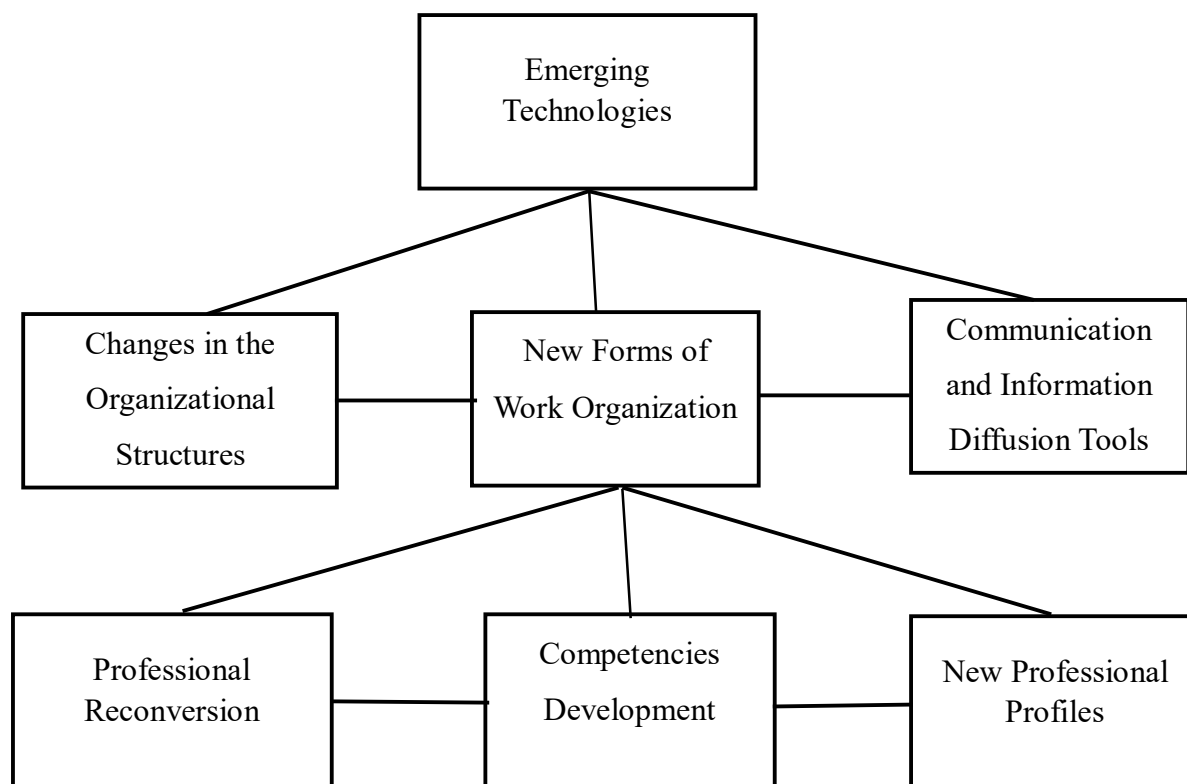 Emerging
Technologies
Changes in the
Organizational
Structures
New Forms of
Work Organization
Communication
and Information
Diffusion Tools
Professional
Reconversion
Competencies
Development
New Professional
Profiles